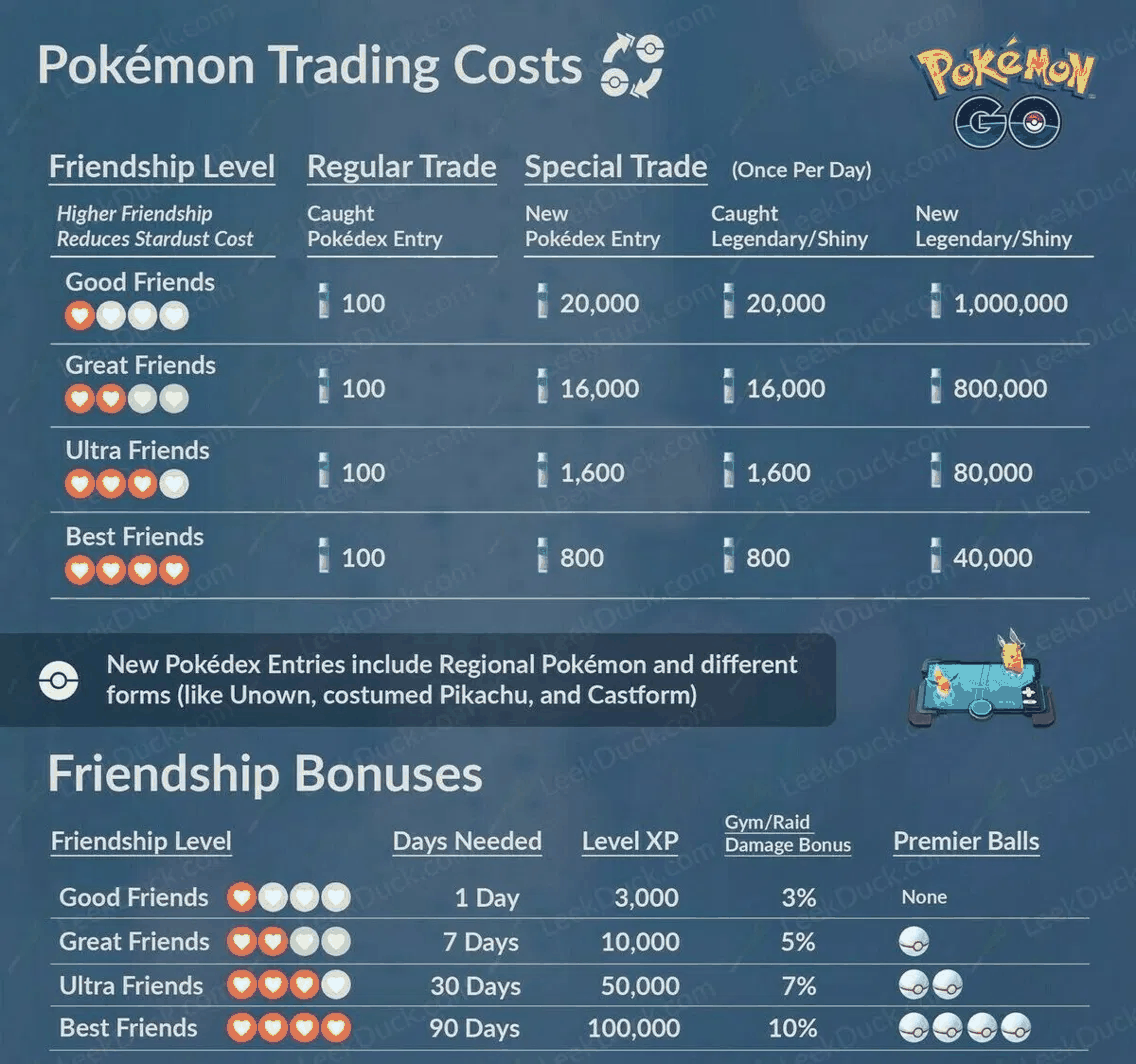 Pokémon Trading Costs
POKÉMON
GO
Friendship Level Regular Trade Special Trade (Once Per Day)
Higher Friendship Caught New Caught New
Reduces Stardust Cost Pokédex Entry Pokédex Entry Legendary/Shiny Legendary/Shiny
Good Friends
100 20,000 20,000 1,000,000
Great Friends
100 16,000 16,000 800,000
Ultra Friends
100 1,600 1,600 80,000
Best Friends
100 800 800 40,000
New Pokédex Entries include Regional Pokémon and different
forms (like Unown, costumed Pikachu, and Castform)
Friendship Bonuses
Gym/Raid
Friendship Level Days Needed Level XP Damage Bonus Premier Balls
Good Friends 1 Day 3,000 3% None
Great Friends 7 Days 10,000 5%
Ultra Friends 30 Days 50,000 7%
Best Friends 90 Days 100,000 10%
LeekDuck.com